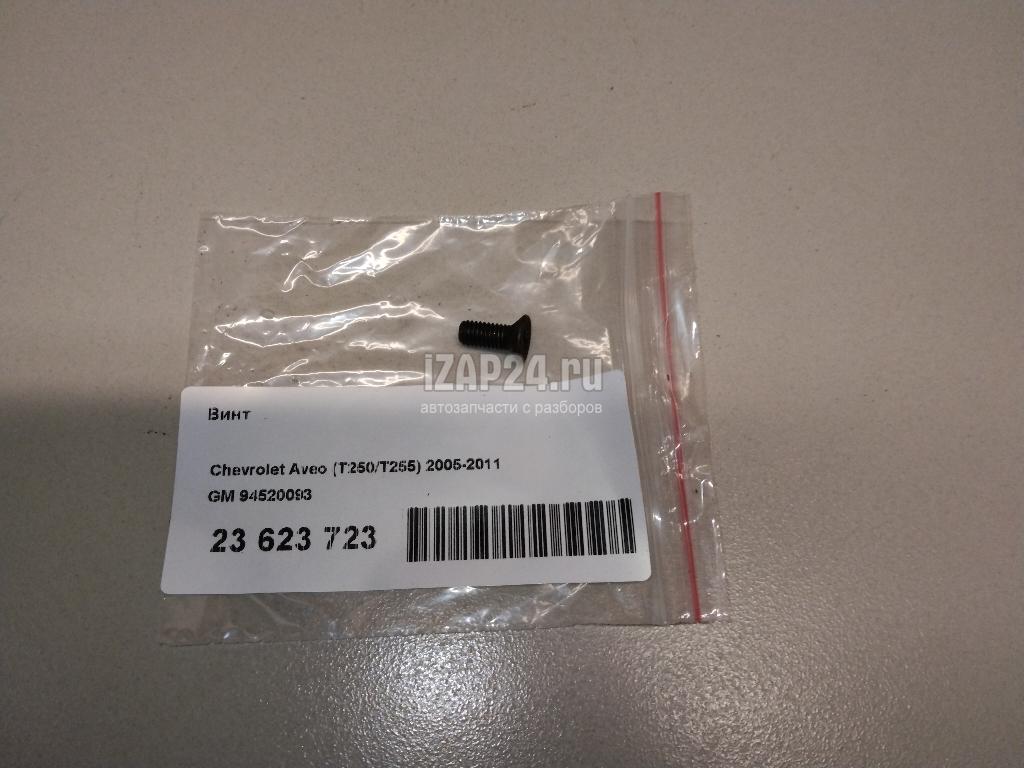 iZAP24.ru
автозапчасти с разборов
Винт
Chevrolet Aveo (T250/T255) 2005-2011
GM 94520093
23 623 723